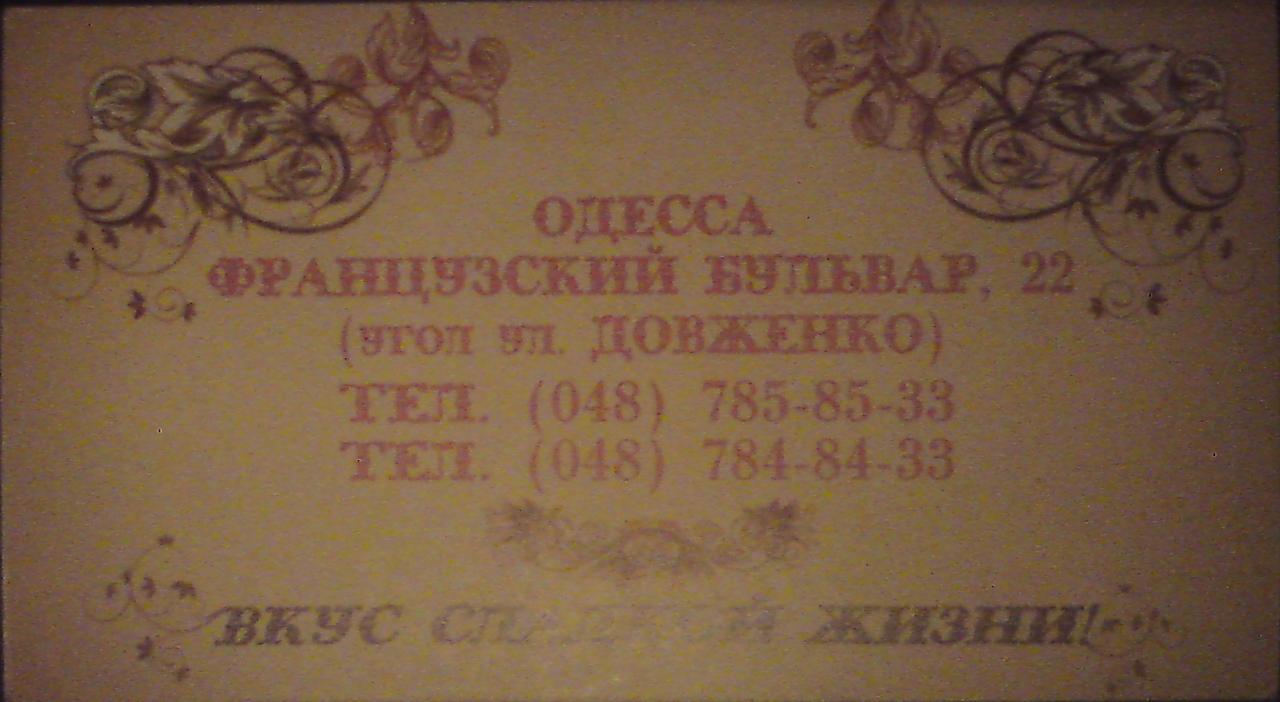 ОДЕССА
ФРАНЦУЗСКИЙ БУЛЬВАР, 22
(угол ул. ДОВЖЕНКО)
ТЕЛ. (048) 785-85-33
ТЕЛ. (048) 784-84-33
ВКУС СЛАДКОЙ ЖИЗНИ!